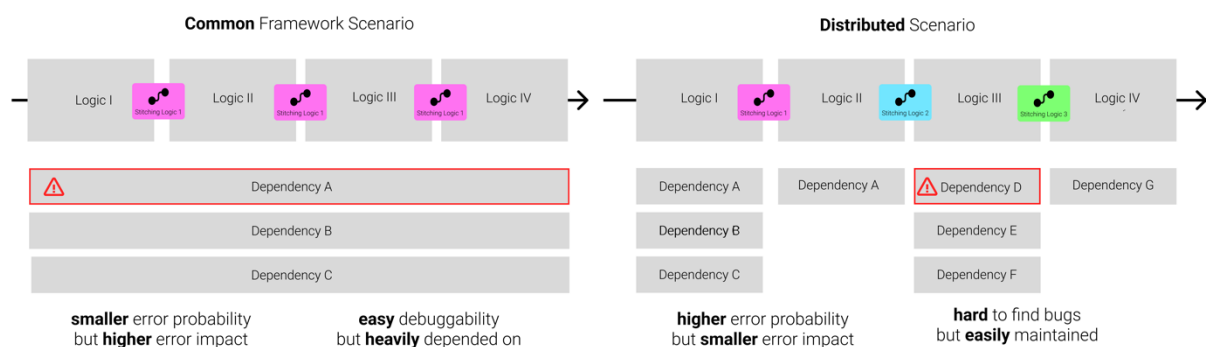 Common Framework Scenario
Logic I
Stitching Logic 1
Logic II
Stitching Logic 1
Logic III
Stitching Logic 1
Logic IV
Dependency A
Dependency B
Dependency C
smaller error probability
but higher error impact
easy debuggability
but heavily depended on
Distributed Scenario
Logic I
Stitching Logic 1
Logic II
Stitching Logic 2
Logic III
Stitching Logic 3
Logic IV
Dependency A
Dependency A
Dependency D
Dependency G
Dependency B
Dependency E
Dependency C
Dependency F
higher error probability
but smaller error impact
hard to find bugs
but easily maintained